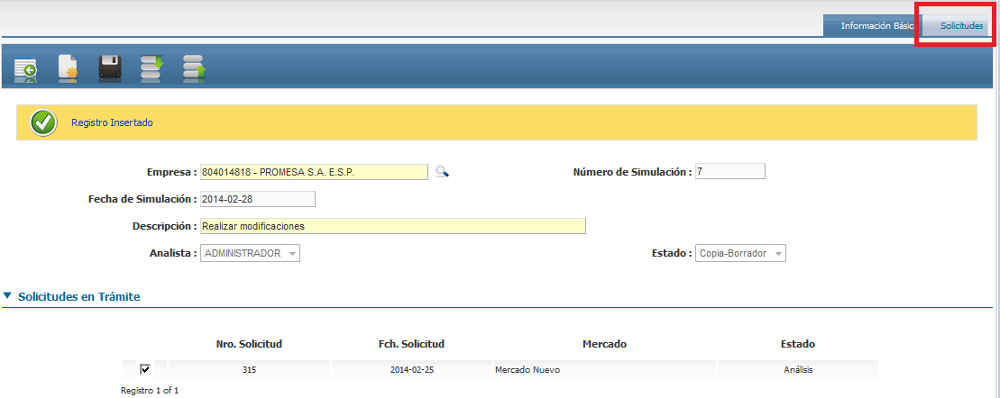 Información Básic Solicitudes
Registro Insertado
Empresa : 804014818 - PROMESA S.A. E.S.P. Número de Simulación : 7
Fecha de Simulación : 2014-02-28
Descripción : Realizar modificaciones
Analista : ADMINISTRADOR Estado : Copia-Borrador
Solicitudes en Trámite
Nro. Solicitud Fch. Solicitud Mercado Estado
315 2014-02-25 Mercado Nuevo Análisis
Registro 1 of 1